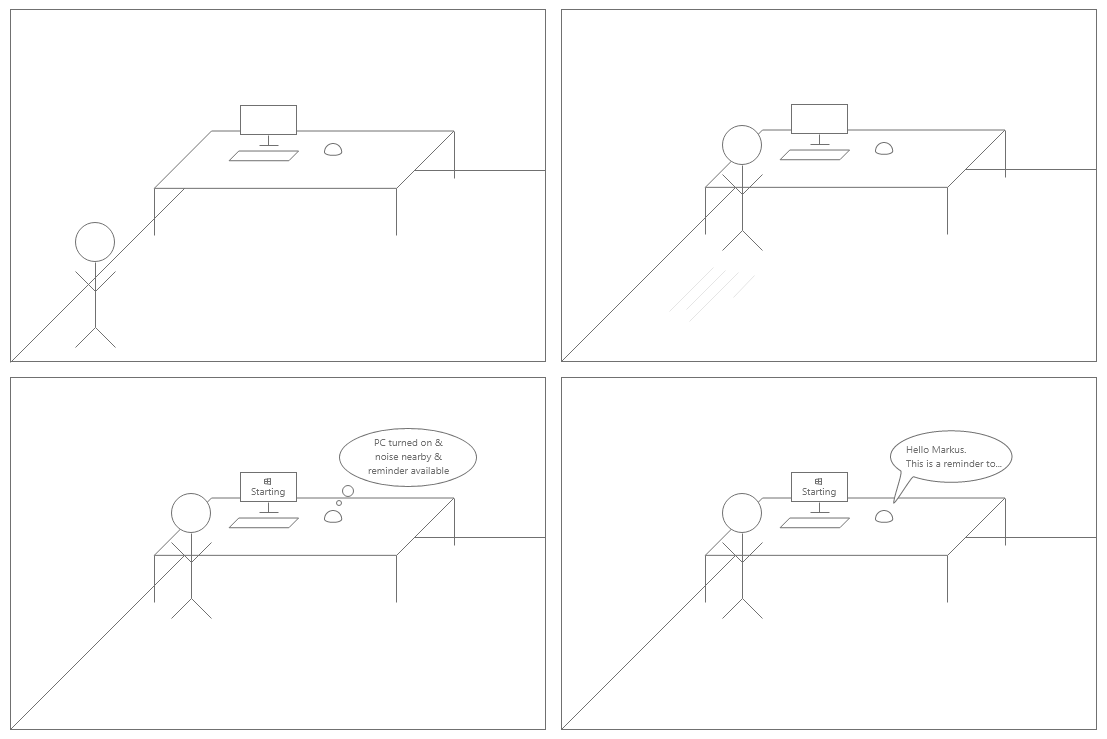 PC turned on &
noise nearby &
reminder available
Starting
Hello Markus.
This is a reminder to...
Starting